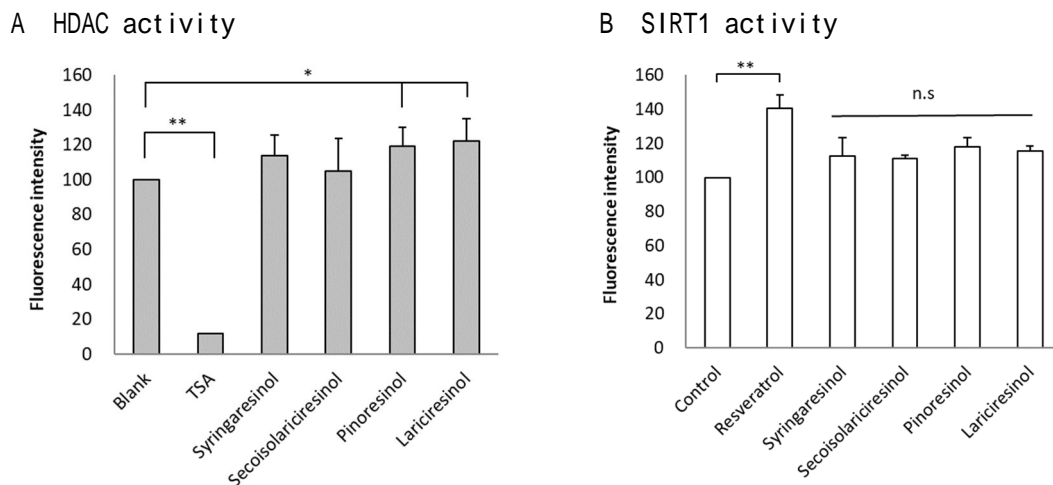 A HDAC activity
B SIRT1 activity
Fluorescence intensity
160
140
120
100
80
60
40
20
0
*
**
Blank
TSA
Syringaresinol
Secoisolariciresinol
Pinoresinol
Lariciresinol
Fluorescence intensity
160
140
120
100
80
60
40
20
0
**
n.s
Control
Resveratrol
Syringaresinol
Secoisolariciresinol
Pinoresinol
Lariciresinol